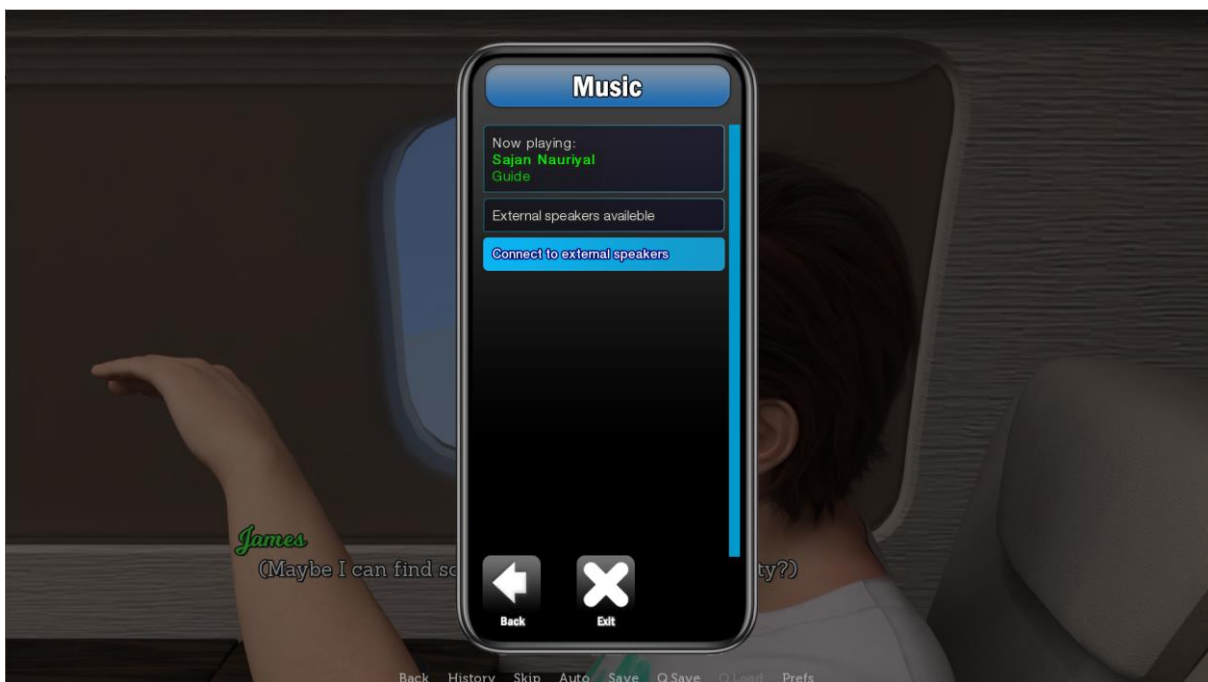 Music
Now playing:
Sajan Nauriyal
Guide
External speakers availeble
Connect to external speakers
James
(Maybe I can find ty?)
Back Exit
Back History Skip Auto Save Q.Save Q.Load Prefs